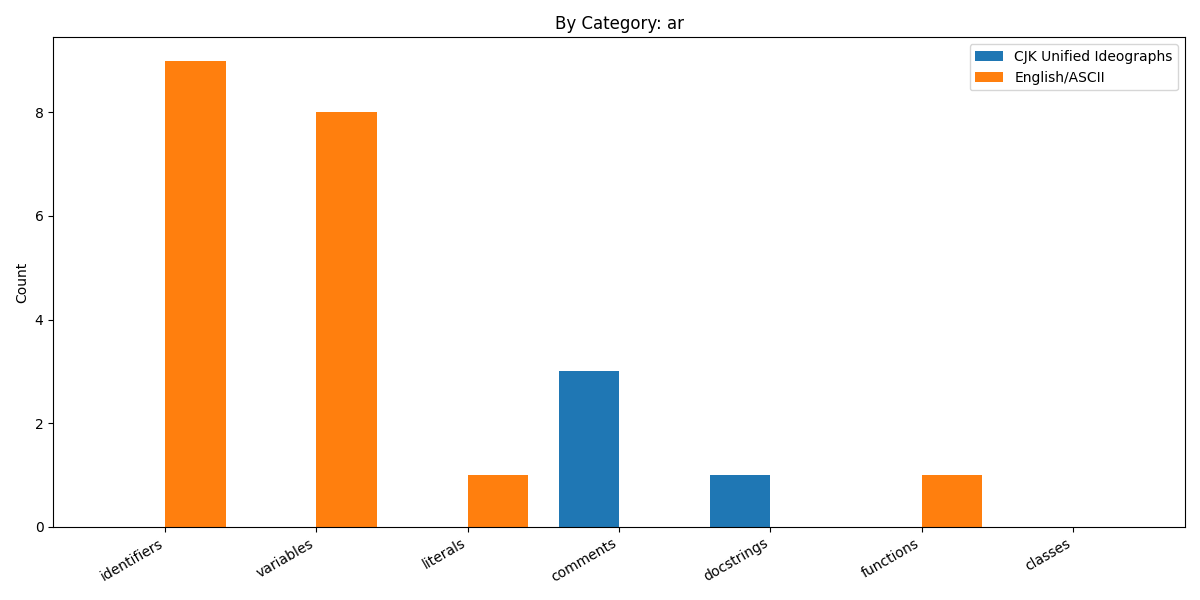 By Category: ar
CJK Unified Ideographs
English/ASCII
Count
8
6
4
2
0
identifiers
variables
literals
comments
docstrings
functions
classes